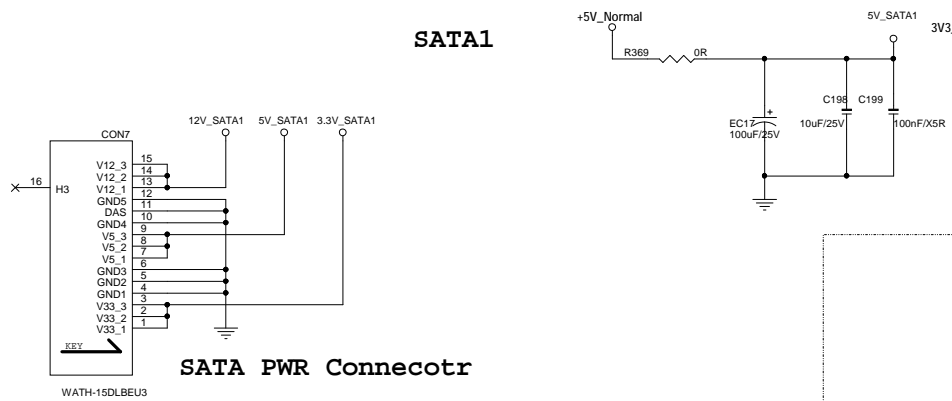 SATA1
+5V_Normal
5V_SATA1
3V3
R369
0R
EC17
100uF/25V
+
C198
10uF/25V
C199
100nF/X5R
12V_SATA1
5V_SATA1
3.3V_SATA1
CON7
16
H3
V12_3
15
V12_2
14
V12_1
13
GND5
12
DAS
11
GND4
10
V5_3
9
V5_2
8
V5_1
7
GND3
6
GND2
5
GND1
4
V33_3
3
V33_2
2
V33_1
1
KEY
SATA PWR Connecotr
WATH-15DLBEU3